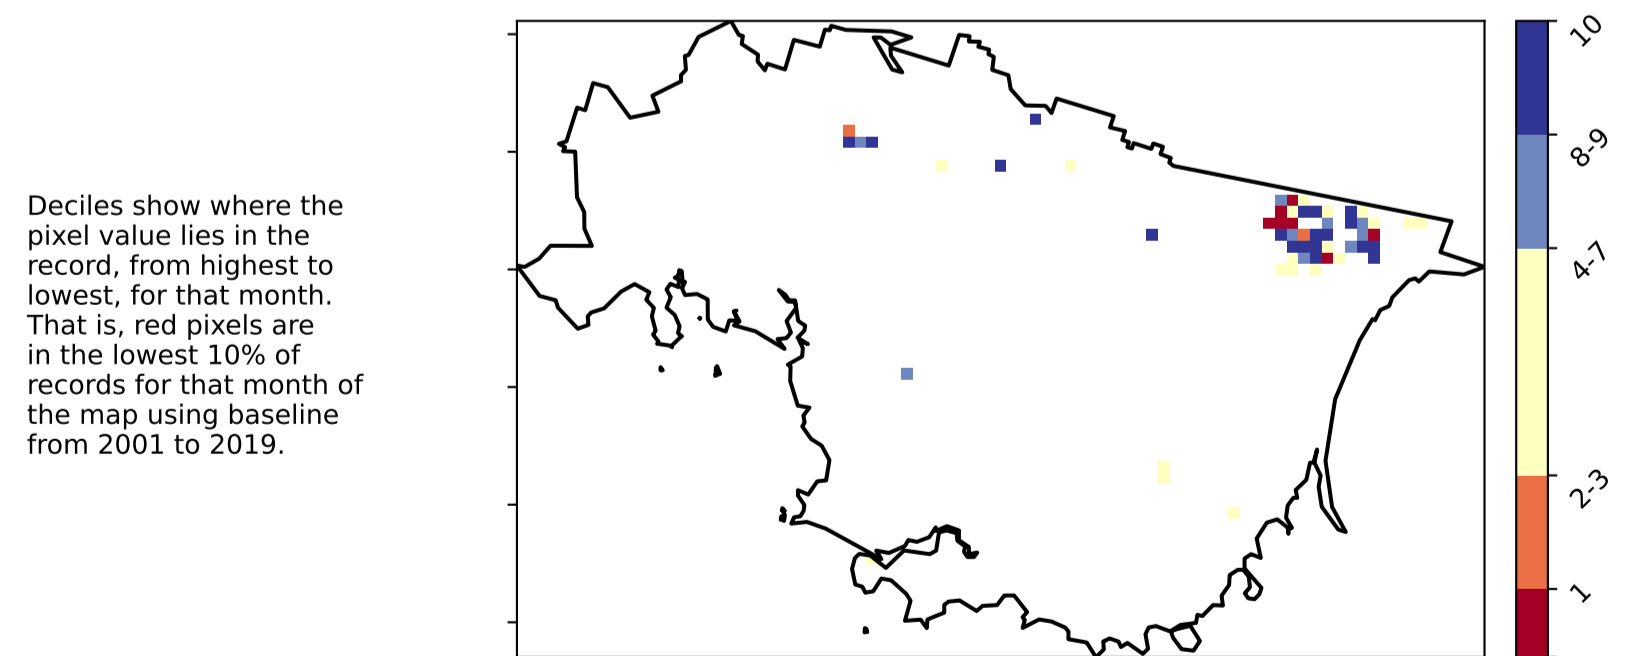 Deciles show where the
pixel value lies in the
record, from highest to
lowest, for that month.
That is, red pixels are
in the lowest 10% of
records for that month of
the map using baseline
from 2001 to 2019.
10
8-9
4-7
2-3
1